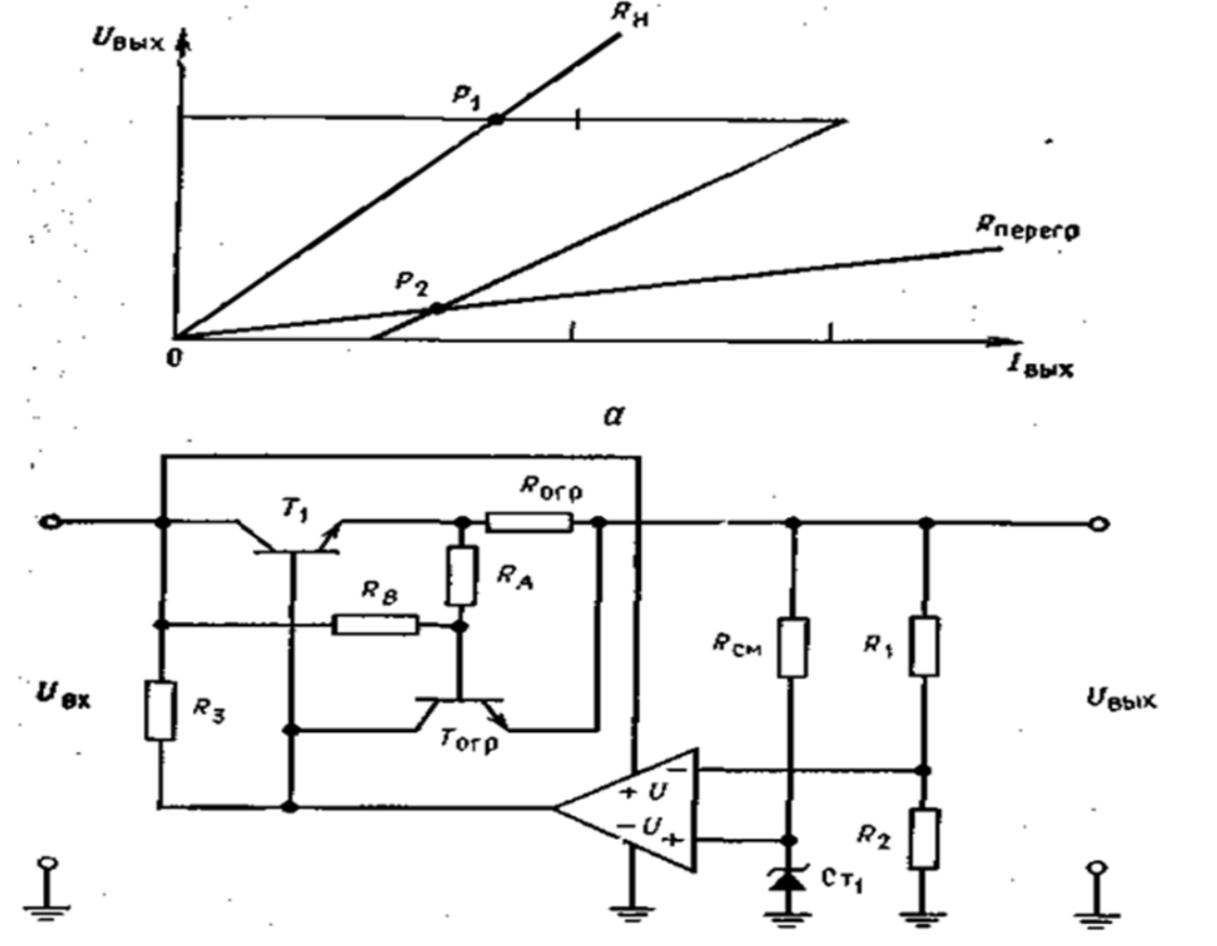 Uвых
Rн
P1
Rперегр
P2
0
Iвых
а
T1
Rогр
RA
RB
Rсм
R1
Uвх
R3
Tогр
Uвых
−
+ U
− U
+
R2
Ст1